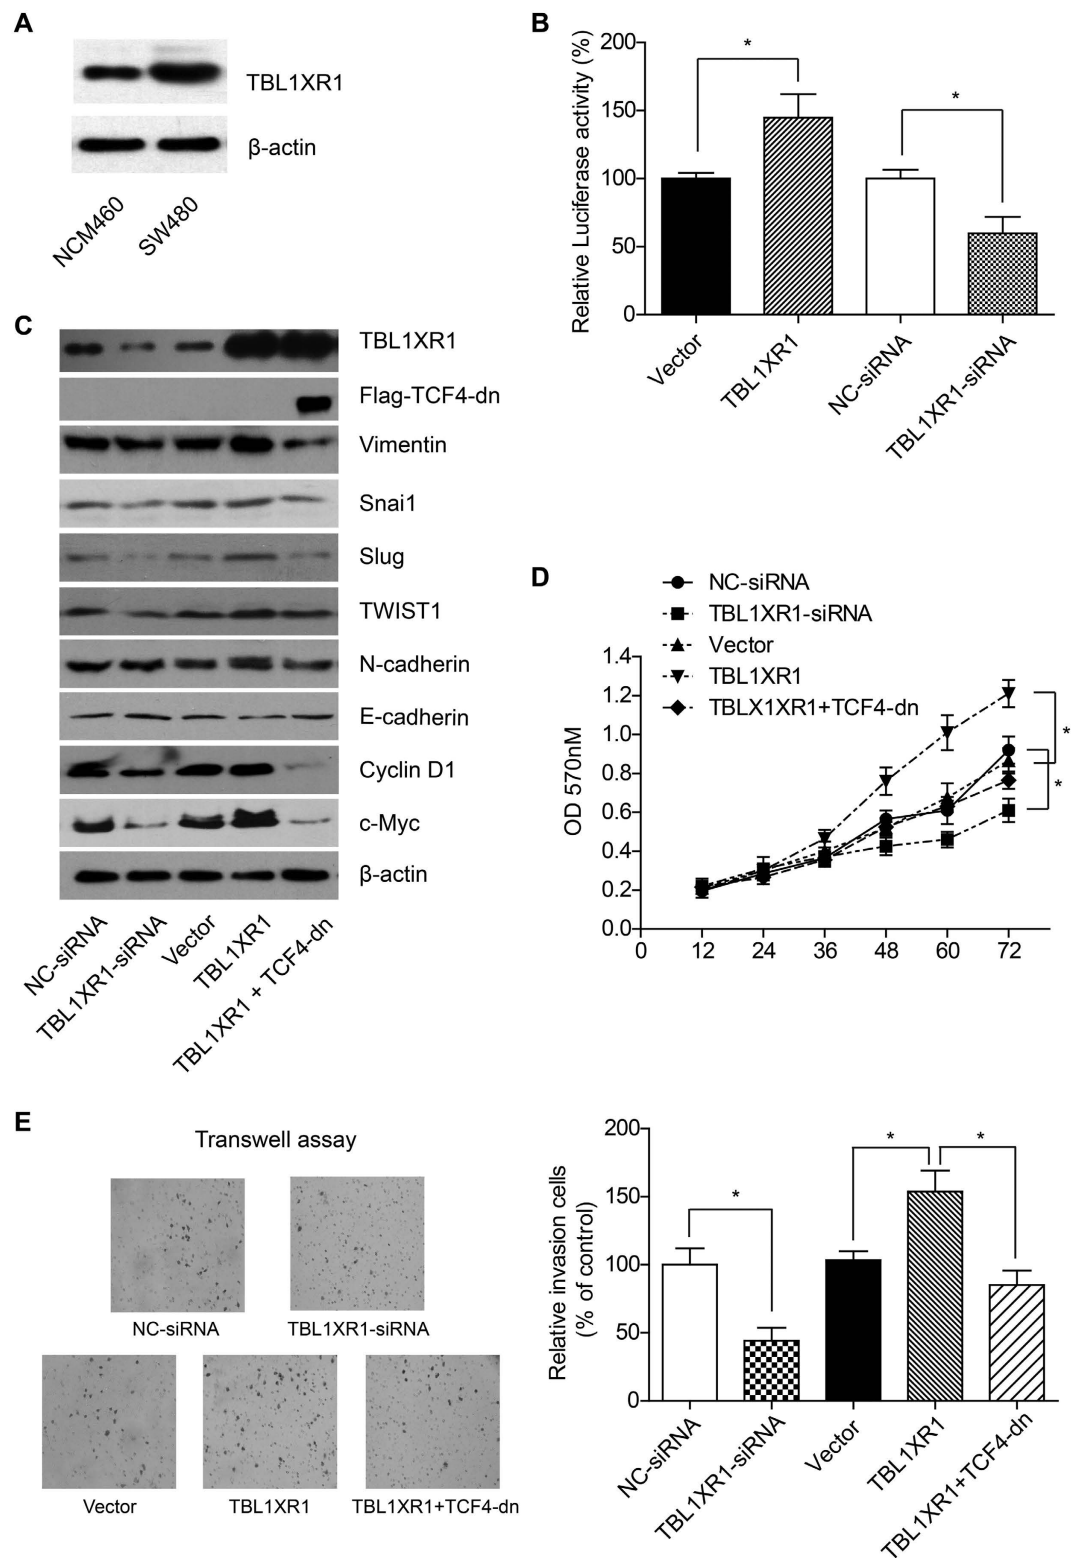 A
TBL1XR1
β-actin
NCM460
SW480
B
Relative Luciferase activity (%)
200
150
100
50
0
*
*
Vector
TBL1XR1
NC-siRNA
TBL1XR1-siRNA
C
TBL1XR1
Flag-TCF4-dn
Vimentin
Snai1
Slug
TWIST1
N-cadherin
E-cadherin
Cyclin D1
c-Myc
β-actin
NC-siRNA
TBL1XR1-siRNA
Vector
TBL1XR1
TBL1XR1 + TCF4-dn
D
NC-siRNA
TBL1XR1-siRNA
Vector
TBL1XR1
TBLX1XR1+TCF4-dn
OD 570nM
1.4
1.2
1.0
0.8
0.6
0.4
0.2
0.0
0 12 24 36 48 60 72
*
*
E
Transwell assay
NC-siRNA
TBL1XR1-siRNA
Vector
TBL1XR1
TBL1XR1+TCF4-dn
Relative invasion cells
(% of control)
200
150
100
50
0
*
*
*
NC-siRNA
TBL1XR1-siRNA
Vector
TBL1XR1
TBL1XR1+TCF4-dn